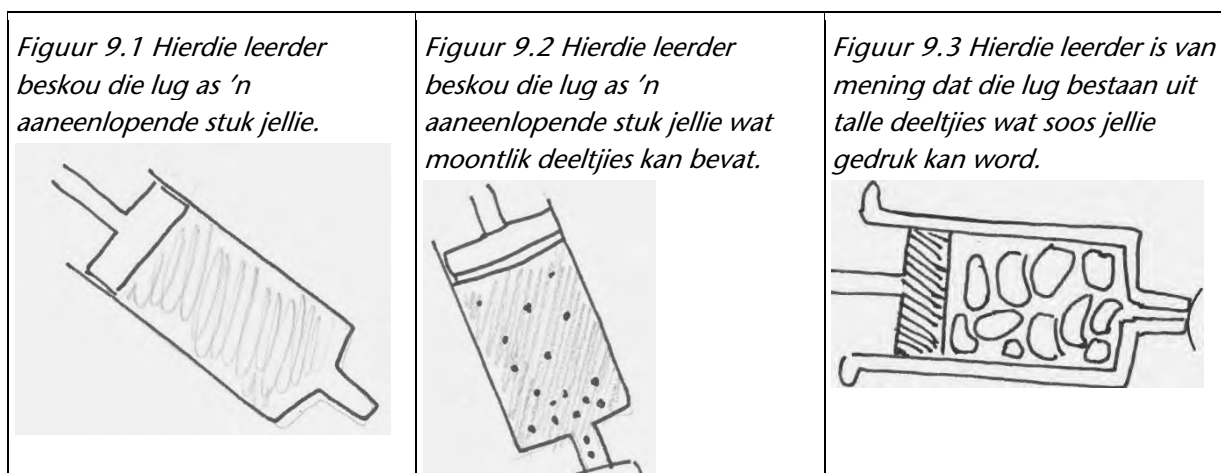 Figuur 9.1 Hierdie leerder
beskou die lug as 'n
aaneenlopende stuk jellie.
Figuur 9.2 Hierdie leerder
beskou die lug as 'n
aaneenlopende stuk jellie wat
moontlik deeltjies kan bevat.
Figuur 9.3 Hierdie leerder is van
mening dat die lug bestaan uit
talle deeltjies wat soos jellie
gedruk kan word.